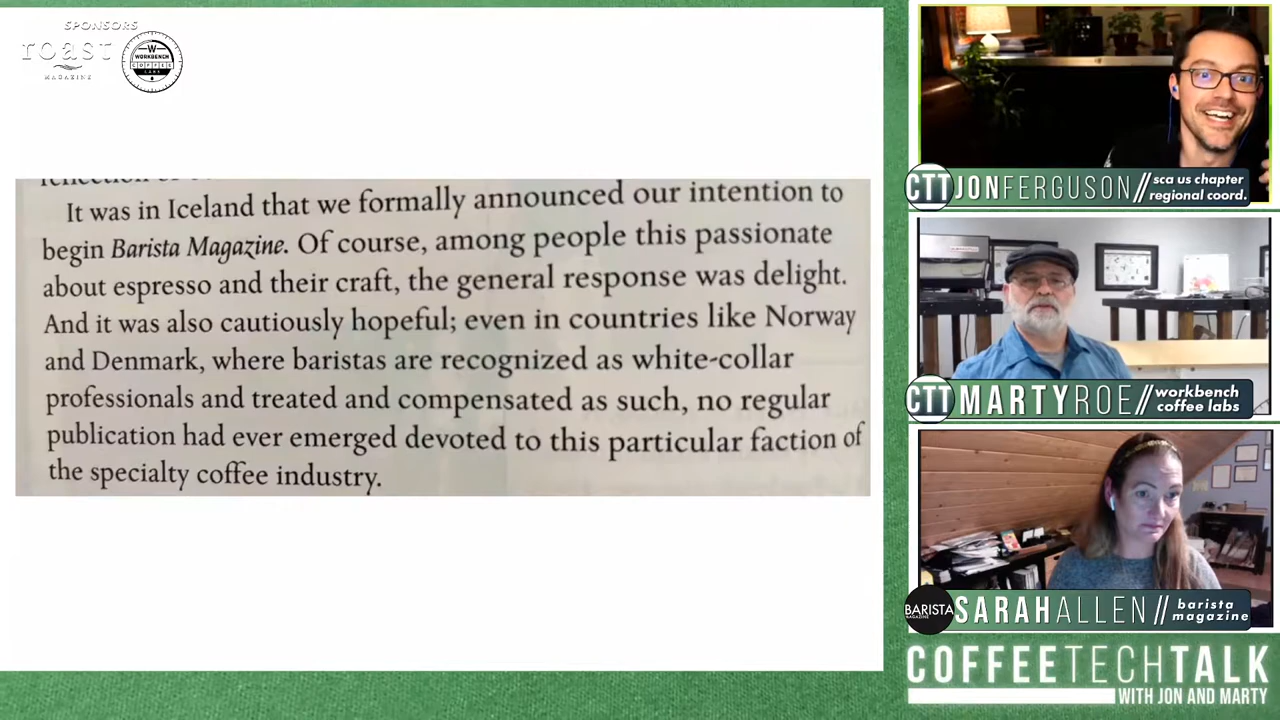 SPONSORS
roast
MAGAZINE
W
WORKBENCH
COFFEE
LABS
It was in Iceland that we formally announced our intention to
begin Barista Magazine. Of course, among people this passionate
about espresso and their craft, the general response was delight.
And it was also cautiously hopeful; even in countries like Norway
and Denmark, where baristas are recognized as white-collar
professionals and treated and compensated as such, no regular
publication had ever emerged devoted to this particular faction of
the specialty coffee industry.
CTT JONFERGUSON // sca us chapter
regional coord.
CTT MARTYROE // workbench
coffee labs
BARISTA
MAGAZINE
SARAHALLEN // barista
magazine
COFFEETECHTALK
WITH JON AND MARTY